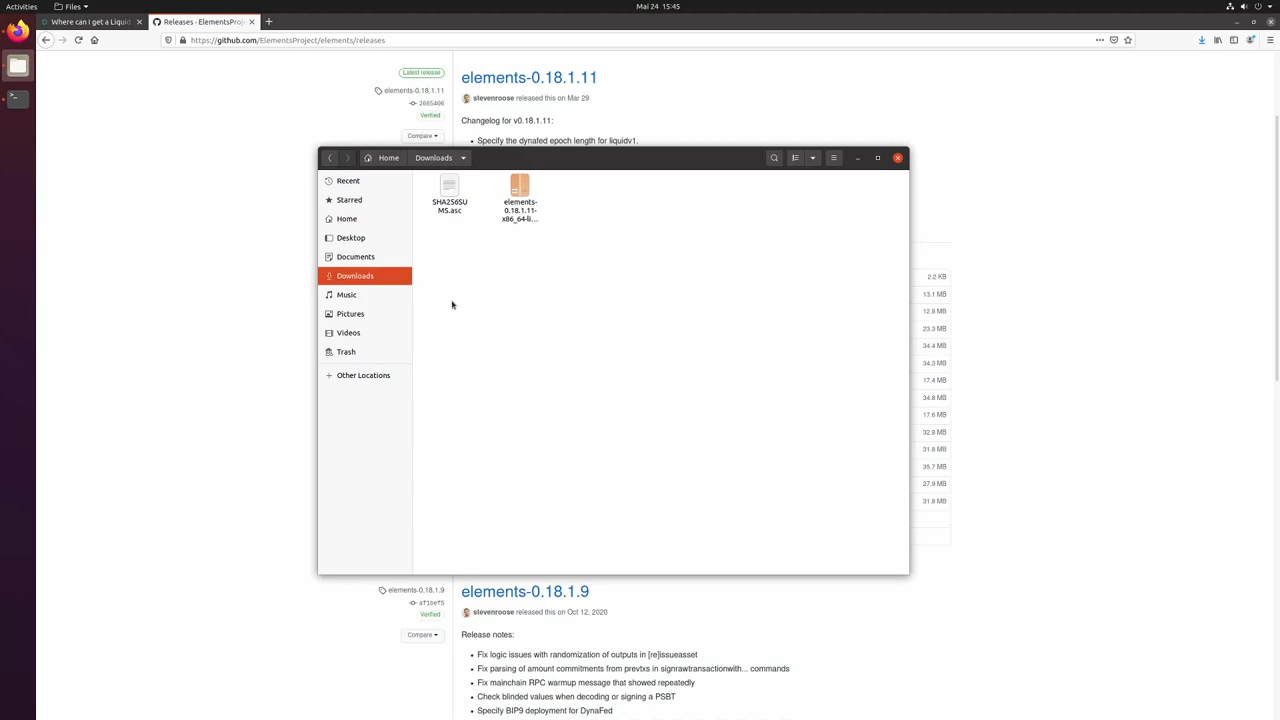 Activities
Files ▾
Mai 24 15:45
Where can I get a Liquid
Releases · ElementsProj
https://github.com/ElementsProject/elements/releases
Latest release
elements-0.18.1.11
2665406
Verified
Compare ▾
elements-0.18.1.11
stevenroose released this on Mar 29
Changelog for v0.18.1.11:
• Specify the dynafed epoch length for liquidv1.
Home
Downloads
Recent
Starred
Home
Desktop
Documents
Downloads
Music
Pictures
Videos
Trash
+ Other Locations
SHA256SU
MS.asc
elements-
0.18.1.11-
x86_64-li...
2.2 KB
13.1 MB
12.8 MB
23.3 MB
34.4 MB
34.3 MB
17.4 MB
34.8 MB
17.6 MB
32.8 MB
31.8 MB
35.7 MB
27.9 MB
31.8 MB
elements-0.18.1.9
af1bef5
Verified
Compare ▾
elements-0.18.1.9
stevenroose released this on Oct 12, 2020
Release notes:
• Fix logic issues with randomization of outputs in [re]issueasset
• Fix parsing of amount commitments from prevtxs in signrawtransactionwith... commands
• Fix mainchain RPC warmup message that showed repeatedly
• Check blinded values when decoding or signing a PSBT
• Specify BIP9 deployment for DynaFed